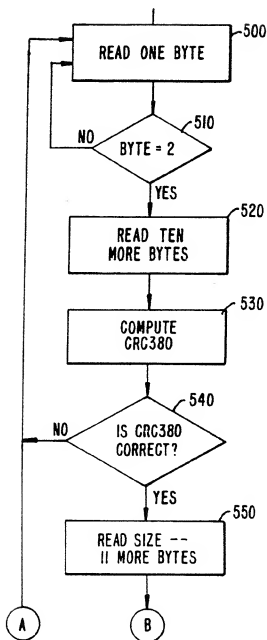 500
READ ONE BYTE
510
NO
BYTE = 2
YES
520
READ TEN
MORE BYTES
530
COMPUTE
CRC380
540
NO
IS CRC380
CORRECT?
YES
550
READ SIZE --
11 MORE BYTES
A
B